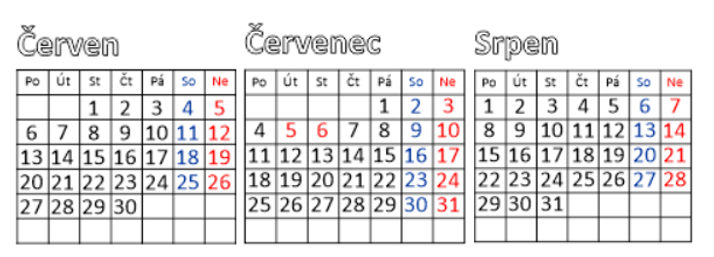 Červen
Po Út St Čt Pá So Ne
1 2 3 4 5
6 7 8 9 10 11 12
13 14 15 16 17 18 19
20 21 22 23 24 25 26
27 28 29 30
Červenec
Po Út St Čt Pá So Ne
1 2 3
4 5 6 7 8 9 10
11 12 13 14 15 16 17
18 19 20 21 22 23 24
25 26 27 28 29 30 31
Srpen
Po Út St Čt Pá So Ne
1 2 3 4 5 6 7
8 9 10 11 12 13 14
15 16 17 18 19 20 21
22 23 24 25 26 27 28
29 30 31